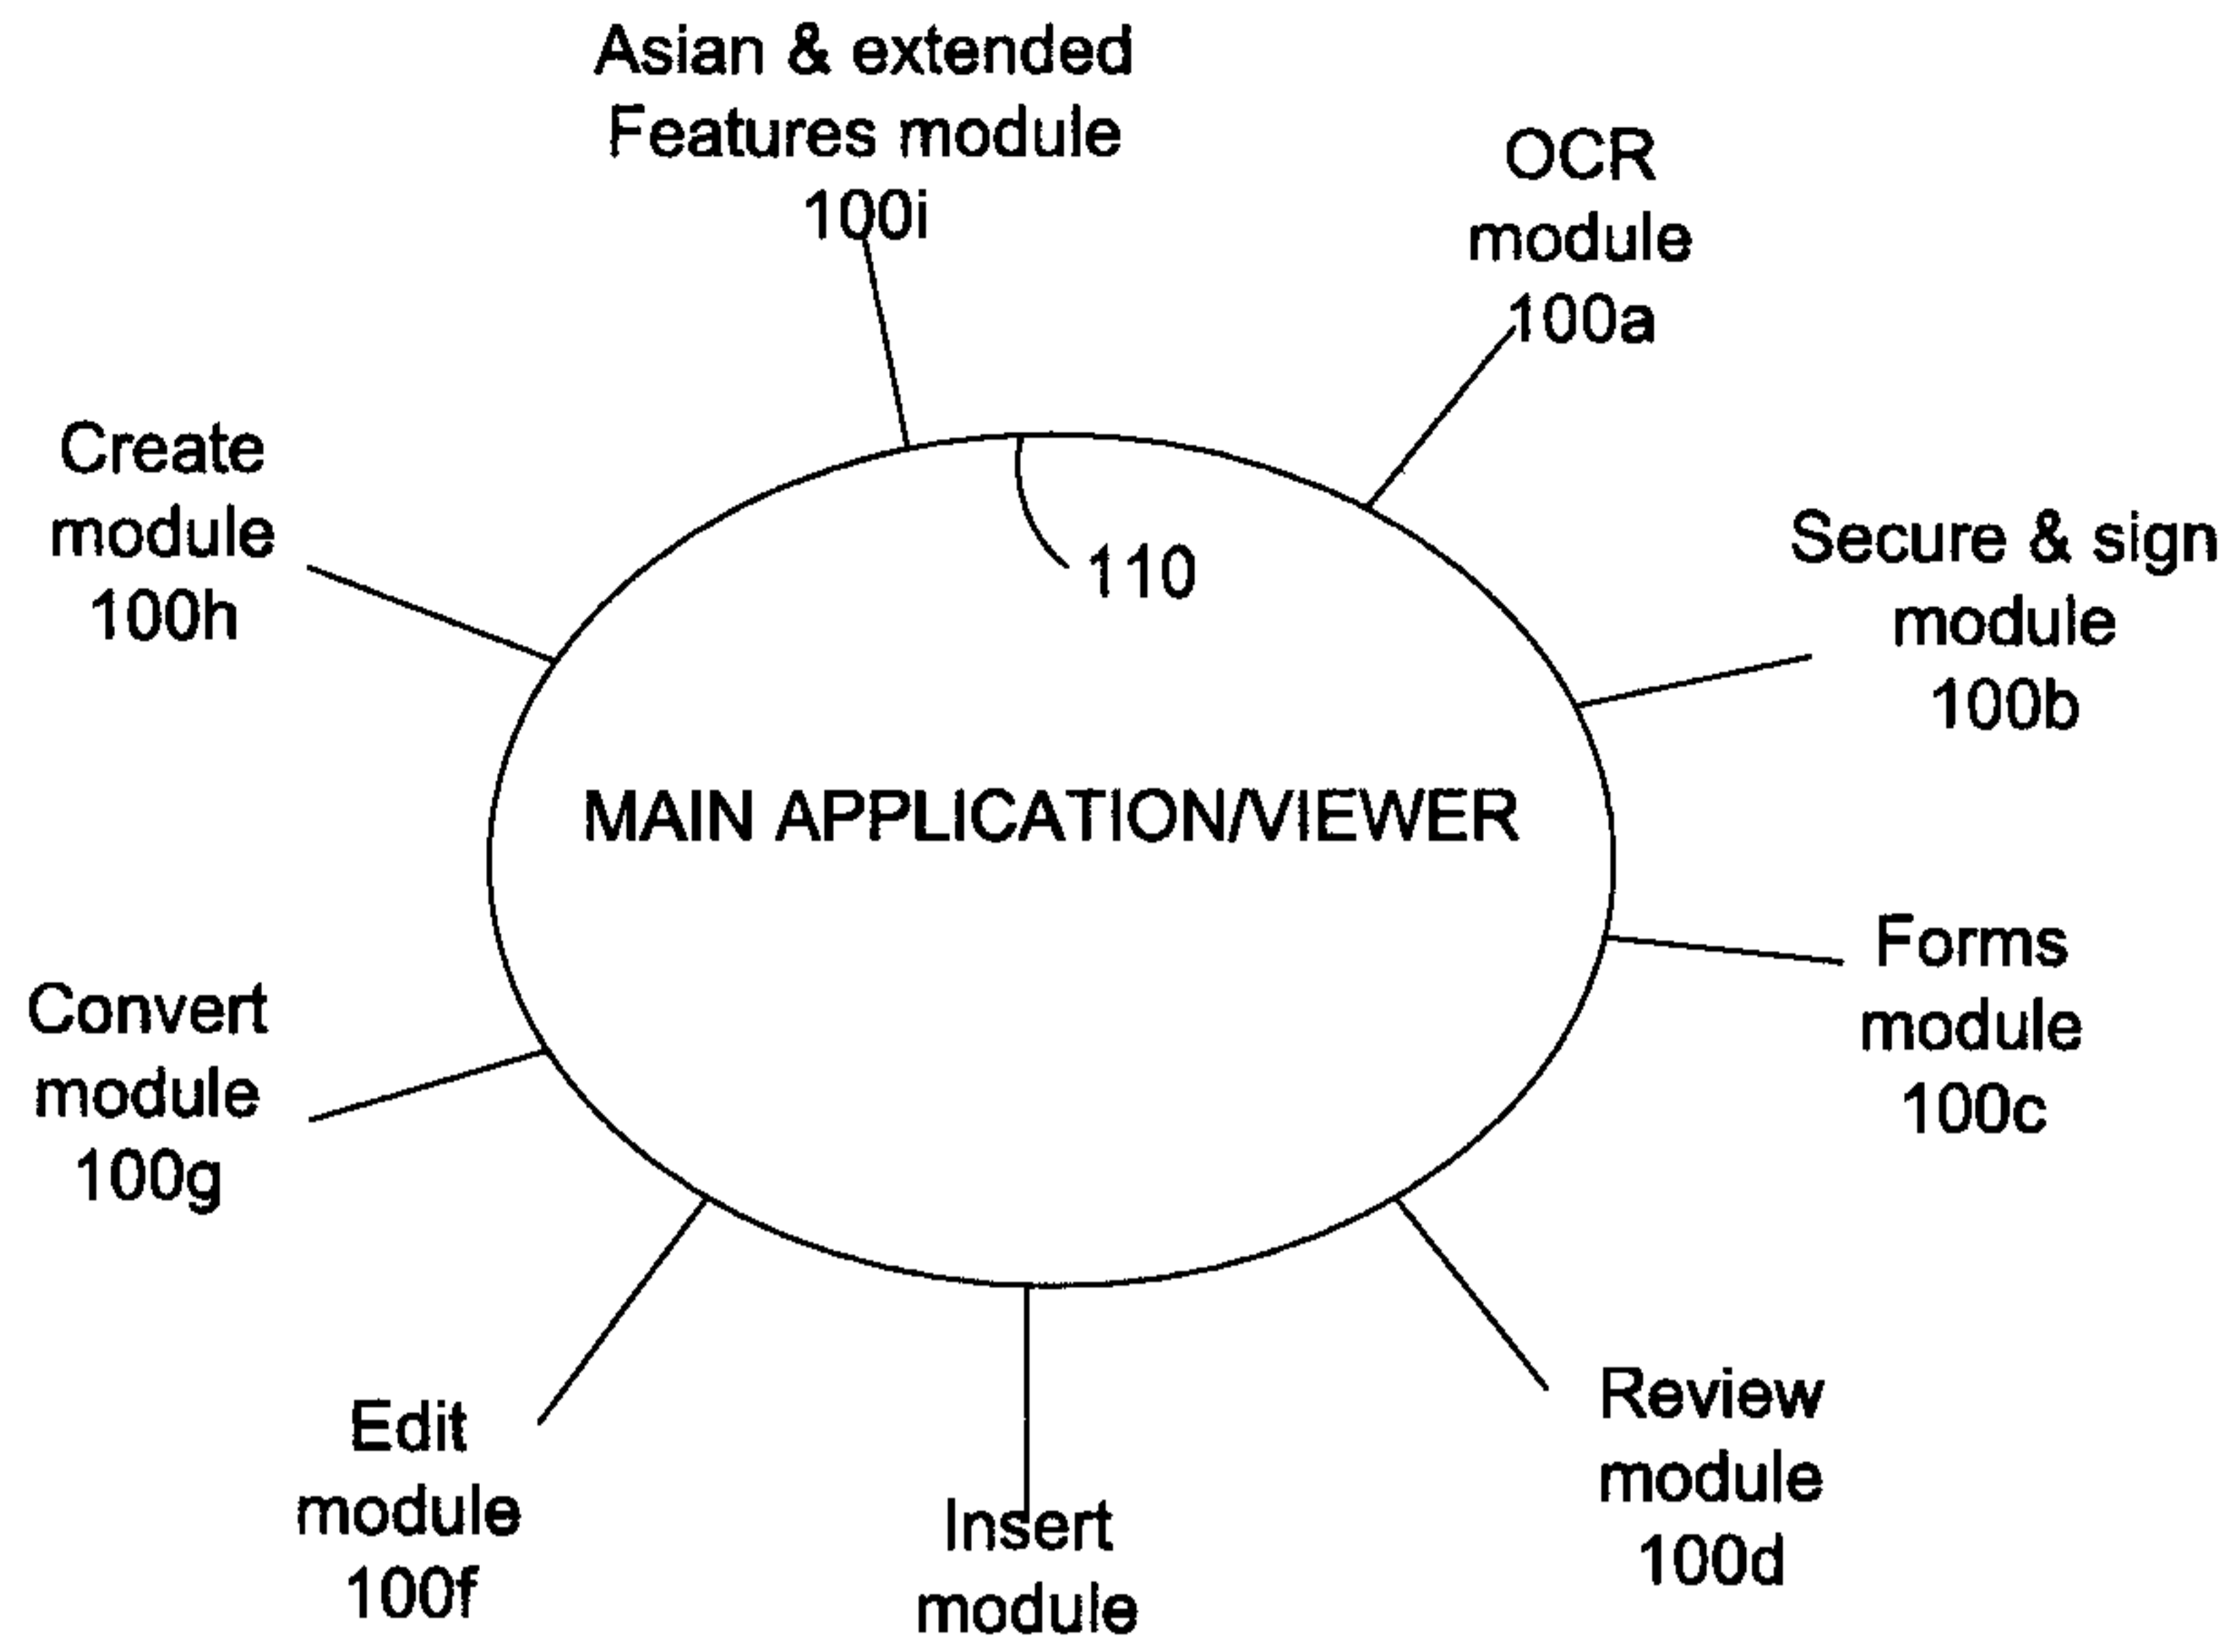 Asian & extended
Features module
100i
OCR
module
100a
Create
module
100h
110
Secure & sign
module
100b
MAIN APPLICATION/VIEWER
Forms
module
100c
Convert
module
100g
Review
module
100d
Edit
module
100f
Insert
module